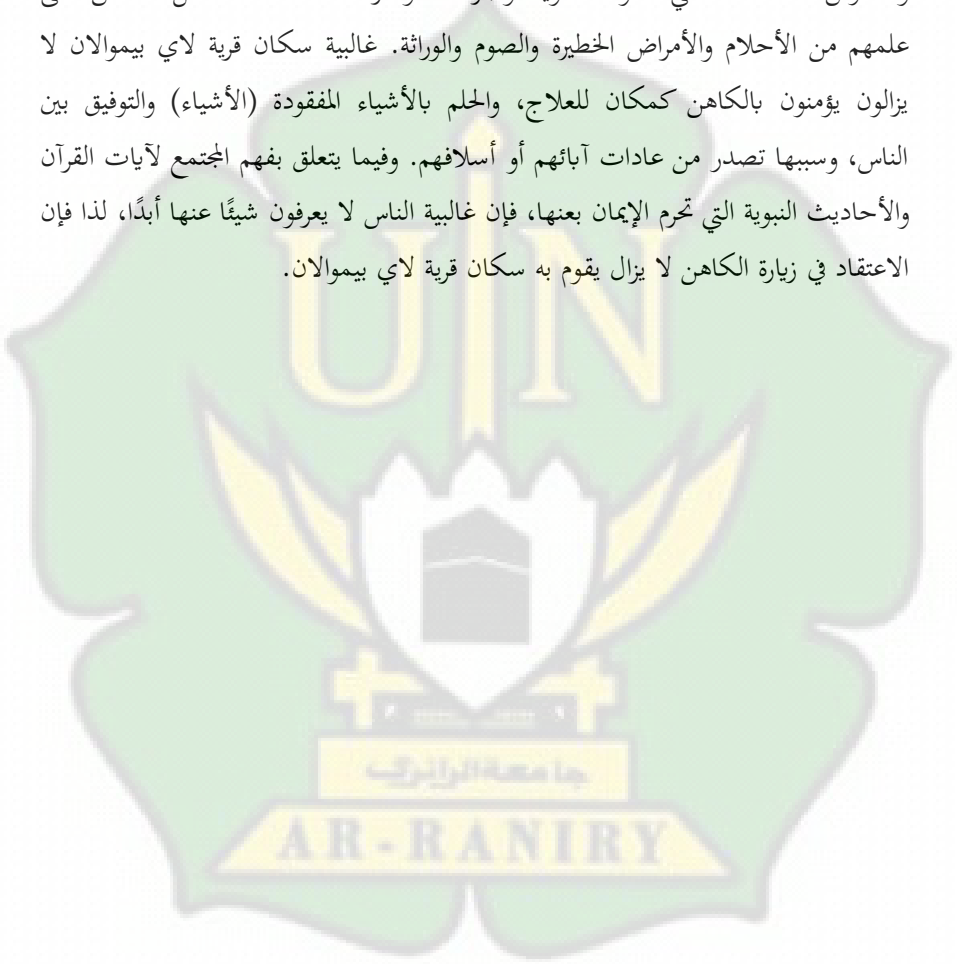 علمهم من الأحلام والأمراض الخطيرة والصوم والوراثة. غالبية سكان قرية لاي بيموالان لا
يزالون يؤمنون بالكاهن كمكان للعلاج، والحلم بالأشياء المفقودة (الأشياء) والتوفيق بين
الناس، وسببها تصدر من عادات آبائهم أو أسلافهم. وفيما يتعلق بفهم المجتمع لآيات القرآن
والأحاديث النبوية التي تحرم الإيمان بعنها، فإن غالبية الناس لا يعرفون شيئًا عنها أبدًا، لذا فإن
الاعتقاد في زيارة الكاهن لا يزال يقوم به سكان قرية لاي بيموالان.
UIN
جامعة الرانري
AR-RANIRY